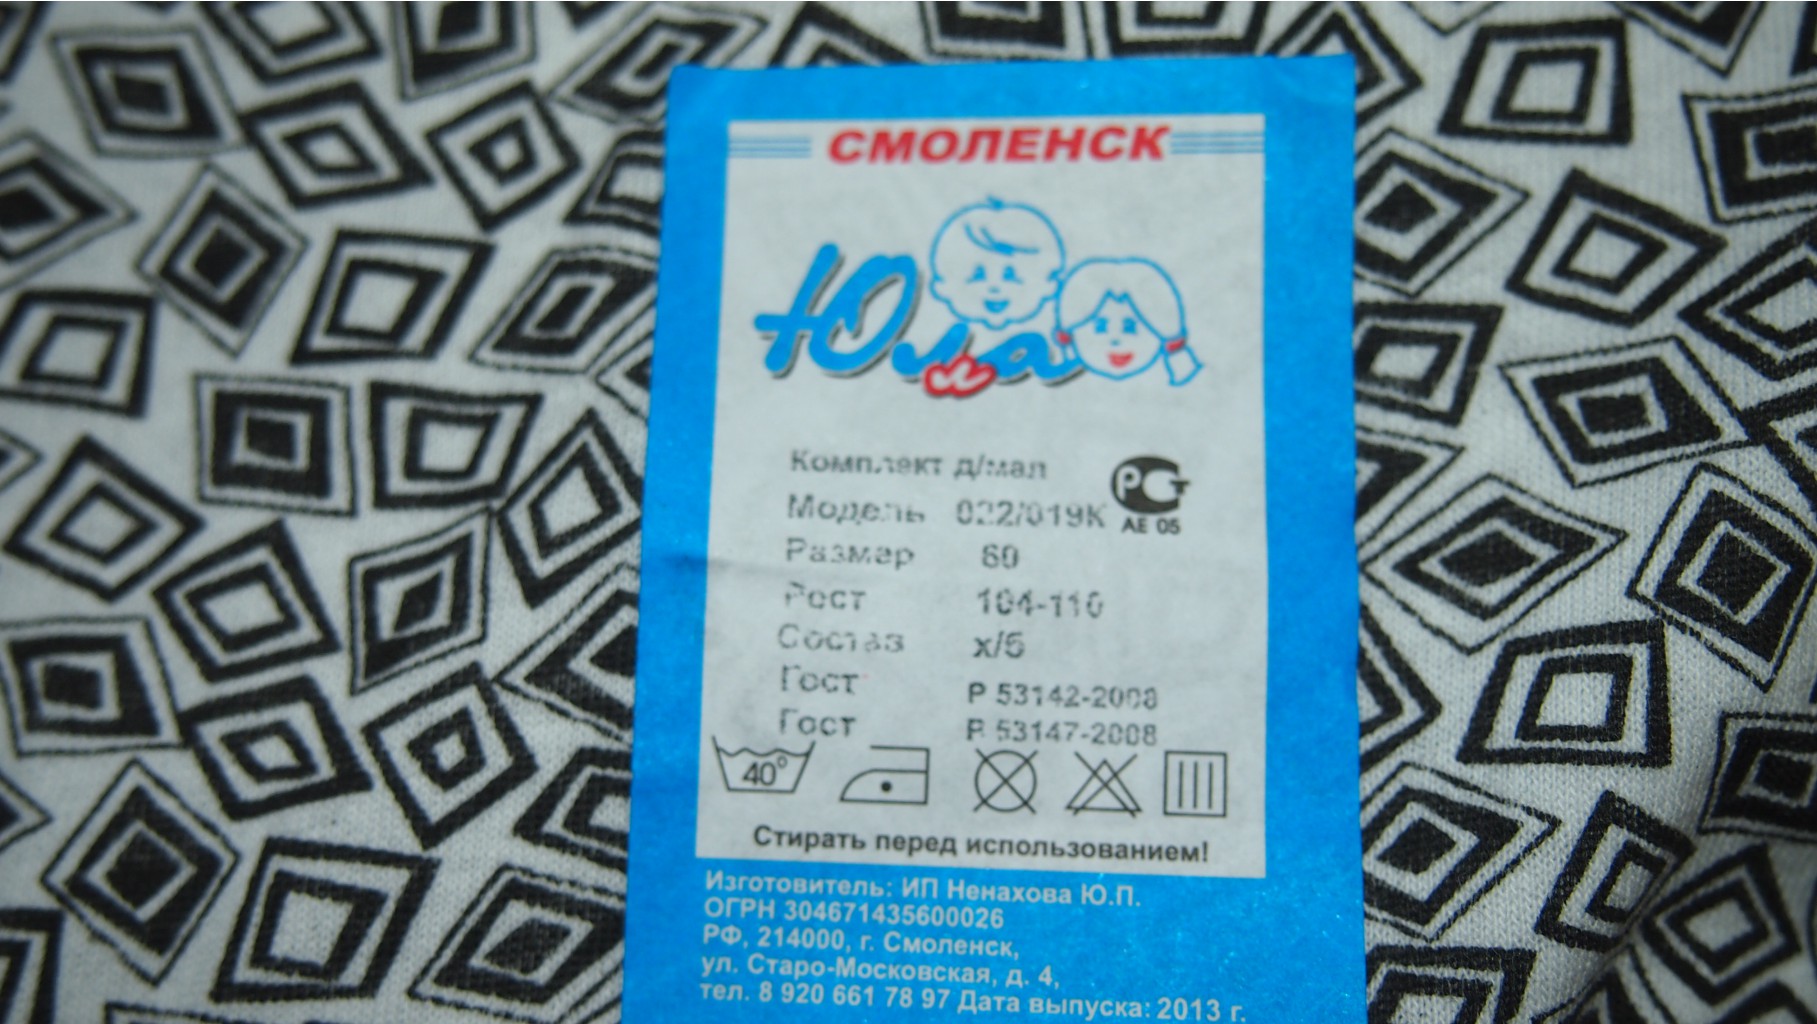 СМОЛЕНСК
Юла
и
Комплект д/мал
Модель 022/019К
РСТ
АЕ 05
Размер 60
Рост 104-110
Состав х/б
Гост Р 53142-2008
Гост Р 53147-2008
40°
Стирать перед использованием!
Изготовитель: ИП Ненахова Ю.П.
ОГРН 304671435600026
РФ, 214000, г. Смоленск,
ул. Старо-Московская, д. 4,
тел. 8 920 661 78 97 Дата выпуска: 2013 г.